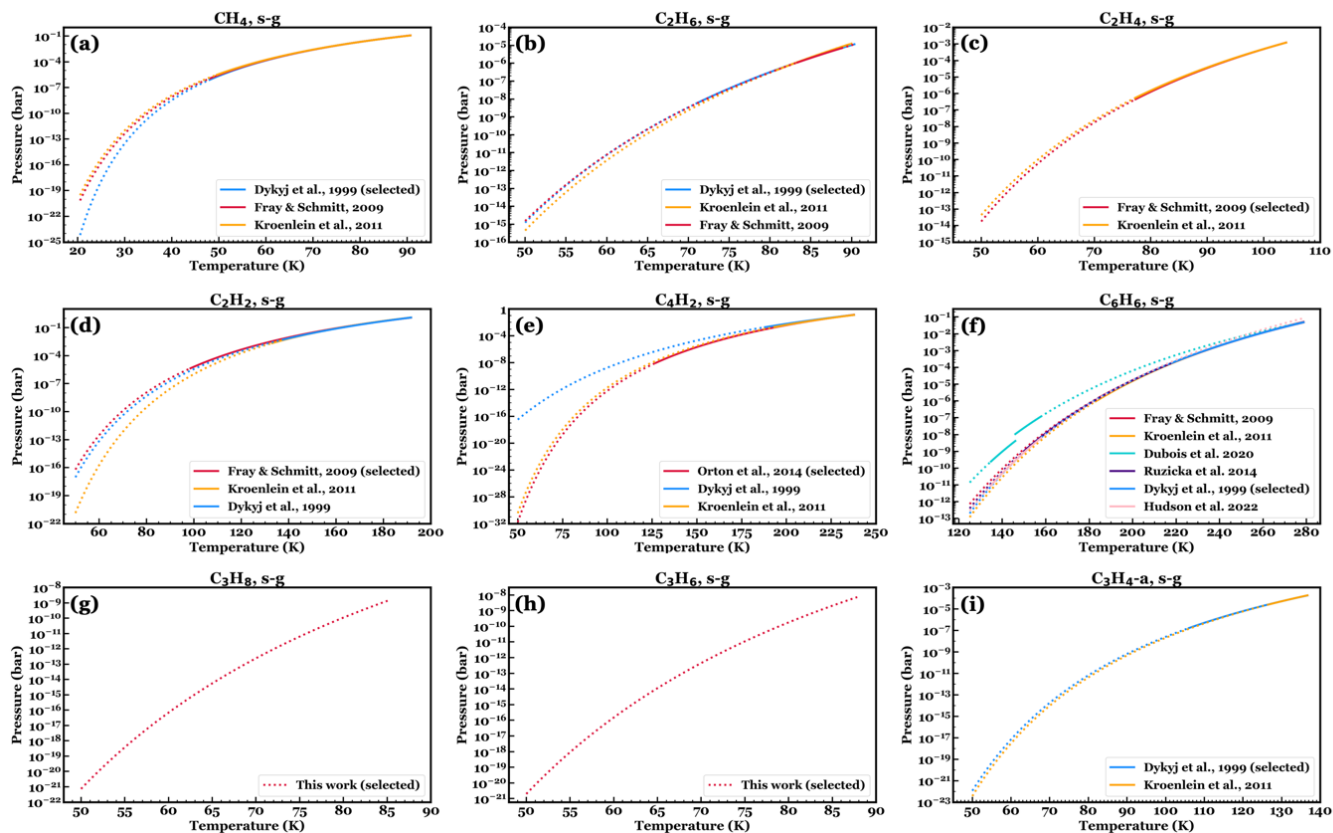 CH₄, s-g
(a)
Pressure (bar)
10⁻¹
10⁻⁴
10⁻⁷
10⁻¹⁰
10⁻¹³
10⁻¹⁶
10⁻¹⁹
10⁻²²
10⁻²⁵
Dykyj et al., 1999 (selected)
Fray & Schmitt, 2009
Kroenlein et al., 2011
20 30 40 50 60 70 80 90
Temperature (K)
C₂H₆, s-g
(b)
Pressure (bar)
10⁻⁴
10⁻⁵
10⁻⁶
10⁻⁷
10⁻⁸
10⁻⁹
10⁻¹⁰
10⁻¹¹
10⁻¹²
10⁻¹³
10⁻¹⁴
10⁻¹⁵
10⁻¹⁶
Dykyj et al., 1999 (selected)
Kroenlein et al., 2011
Fray & Schmitt, 2009
50 55 60 65 70 75 80 85 90
Temperature (K)
C₂H₄, s-g
(c)
Pressure (bar)
10⁻²
10⁻³
10⁻⁴
10⁻⁵
10⁻⁶
10⁻⁷
10⁻⁸
10⁻⁹
10⁻¹⁰
10⁻¹¹
10⁻¹²
10⁻¹³
10⁻¹⁴
10⁻¹⁵
Fray & Schmitt, 2009 (selected)
Kroenlein et al., 2011
50 60 70 80 90 100 110
Temperature (K)
C₂H₂, s-g
(d)
Pressure (bar)
10⁻¹
10⁻⁴
10⁻⁷
10⁻¹⁰
10⁻¹³
10⁻¹⁶
10⁻¹⁹
10⁻²²
Fray & Schmitt, 2009 (selected)
Kroenlein et al., 2011
Dykyj et al., 1999
60 80 100 120 140 160 180 200
Temperature (K)
C₄H₂, s-g
(e)
Pressure (bar)
1
10⁻⁴
10⁻⁸
10⁻¹²
10⁻¹⁶
10⁻²⁰
10⁻²⁴
10⁻²⁸
10⁻³²
Orton et al., 2014 (selected)
Dykyj et al., 1999
Kroenlein et al., 2011
50 75 100 125 150 175 200 225 250
Temperature (K)
C₆H₆, s-g
(f)
Pressure (bar)
10⁻¹
10⁻²
10⁻³
10⁻⁴
10⁻⁵
10⁻⁶
10⁻⁷
10⁻⁸
10⁻⁹
10⁻¹⁰
10⁻¹¹
10⁻¹²
10⁻¹³
Fray & Schmitt, 2009
Kroenlein et al., 2011
Dubois et al. 2020
Ruzicka et al. 2014
Dykyj et al., 1999 (selected)
Hudson et al. 2022
120 140 160 180 200 220 240 260 280
Temperature (K)
C₃H₈, s-g
(g)
Pressure (bar)
10⁻⁸
10⁻⁹
10⁻¹⁰
10⁻¹¹
10⁻¹²
10⁻¹³
10⁻¹⁴
10⁻¹⁵
10⁻¹⁶
10⁻¹⁷
10⁻¹⁸
10⁻¹⁹
10⁻²⁰
10⁻²¹
10⁻²²
This work (selected)
50 55 60 65 70 75 80 85 90
Temperature (K)
C₃H₆, s-g
(h)
Pressure (bar)
10⁻⁸
10⁻⁹
10⁻¹⁰
10⁻¹¹
10⁻¹²
10⁻¹³
10⁻¹⁴
10⁻¹⁵
10⁻¹⁶
10⁻¹⁷
10⁻¹⁸
10⁻¹⁹
10⁻²⁰
10⁻²¹
This work (selected)
50 55 60 65 70 75 80 85 90
Temperature (K)
C₃H₄-a, s-g
(i)
Pressure (bar)
10⁻³
10⁻⁵
10⁻⁷
10⁻⁹
10⁻¹¹
10⁻¹³
10⁻¹⁵
10⁻¹⁷
10⁻¹⁹
10⁻²¹
10⁻²³
Dykyj et al., 1999 (selected)
Kroenlein et al., 2011
50 60 70 80 90 100 110 120 130 140
Temperature (K)